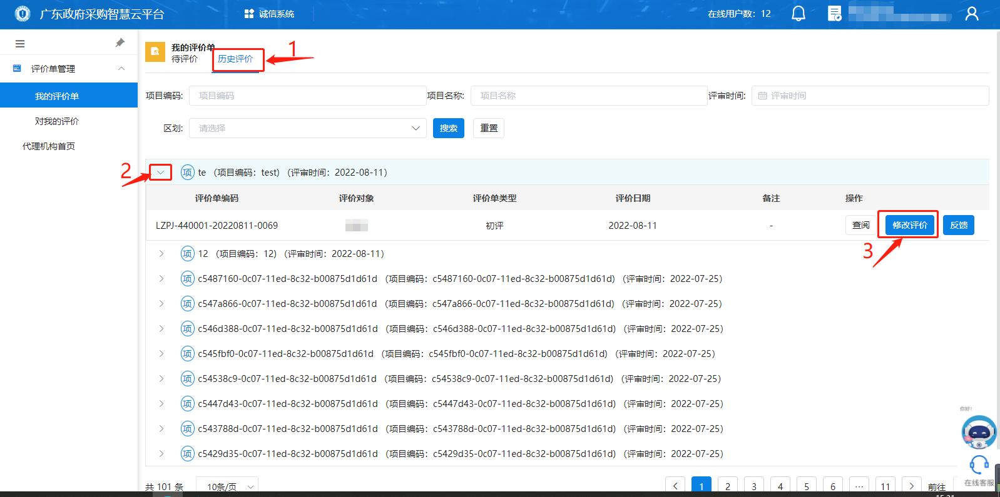 广东政府采购智慧云平台
诚信系统
在线用户数：12
评价单管理
我的评价单
对我的评价
代理机构首页
我的评价单
待评价
历史评价
1
项目编码:
项目编码
项目名称:
项目名称
评审时间:
评审时间
区划:
请选择
搜索
重置
2
项 te （项目编码：test) （评审时间：2022-08-11）
评价单编码 评价对象 评价单类型 评价日期 备注 操作
LZPJ-440001-20220811-0069 初评 2022-08-11 - 查阅 修改评价 反馈
3
项 12 （项目编码：12) （评审时间：2022-08-11）
项 c5487160-0c07-11ed-8c32-b00875d1d61d （项目编码：c5487160-0c07-11ed-8c32-b00875d1d61d) （评审时间：2022-07-25）
项 c547a866-0c07-11ed-8c32-b00875d1d61d （项目编码：c547a866-0c07-11ed-8c32-b00875d1d61d) （评审时间：2022-07-25）
项 c546d388-0c07-11ed-8c32-b00875d1d61d （项目编码：c546d388-0c07-11ed-8c32-b00875d1d61d) （评审时间：2022-07-25）
项 c545fbf0-0c07-11ed-8c32-b00875d1d61d （项目编码：c545fbf0-0c07-11ed-8c32-b00875d1d61d) （评审时间：2022-07-25）
项 c54538c9-0c07-11ed-8c32-b00875d1d61d （项目编码：c54538c9-0c07-11ed-8c32-b00875d1d61d) （评审时间：2022-07-25）
项 c5447d43-0c07-11ed-8c32-b00875d1d61d （项目编码：c5447d43-0c07-11ed-8c32-b00875d1d61d) （评审时间：2022-07-25）
项 c543788d-0c07-11ed-8c32-b00875d1d61d （项目编码：c543788d-0c07-11ed-8c32-b00875d1d61d) （评审时间：2022-07-25）
项 c5429d35-0c07-11ed-8c32-b00875d1d61d （项目编码：c5429d35-0c07-11ed-8c32-b00875d1d61d) （评审时间：2022-07-25）
你好！
在线客服
共 101 条 10条/页 1 2 3 4 5 6 ··· 11 前往